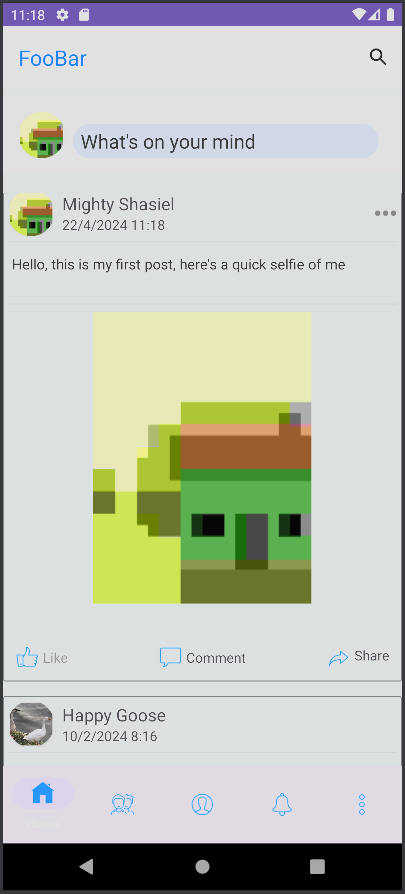 11:18
FooBar
What's on your mind
Mighty Shasiel
22/4/2024 11:18
Hello, this is my first post, here's a quick selfie of me
Like
Comment
Share
Happy Goose
10/2/2024 8:16